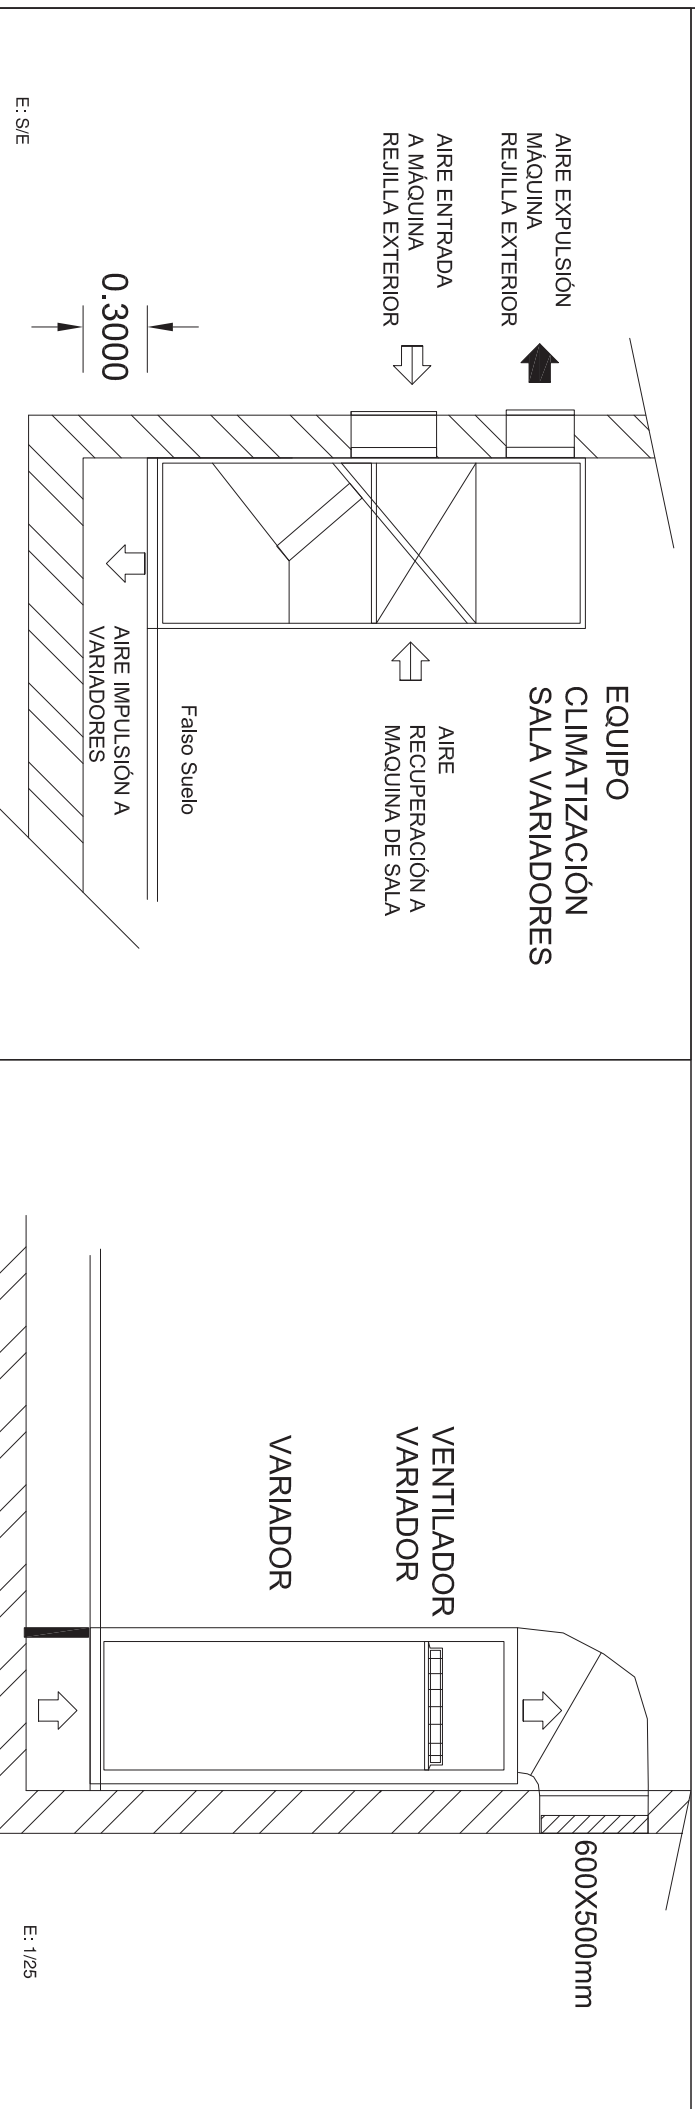 EQUIPO
CLIMATIZACIÓN
SALA VARIADORES
AIRE EXPULSIÓN
MÁQUINA
REJILLA EXTERIOR
AIRE ENTRADA
A MÁQUINA
REJILLA EXTERIOR
AIRE
RECUPERACIÓN A
MAQUINA DE SALA
Falso Suelo
0.3000
AIRE IMPULSIÓN A
VARIADORES
E: S/E
600X500mm
VENTILADOR
VARIADOR
VARIADOR
E: 1/25